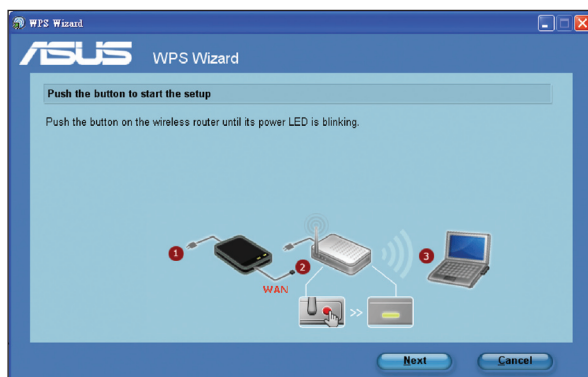 WPS Wizard
ASUS WPS Wizard
Push the button to start the setup
Push the button on the wireless router until its power LED is blinking.
1
2
3
WAN
>>
Next
Cancel